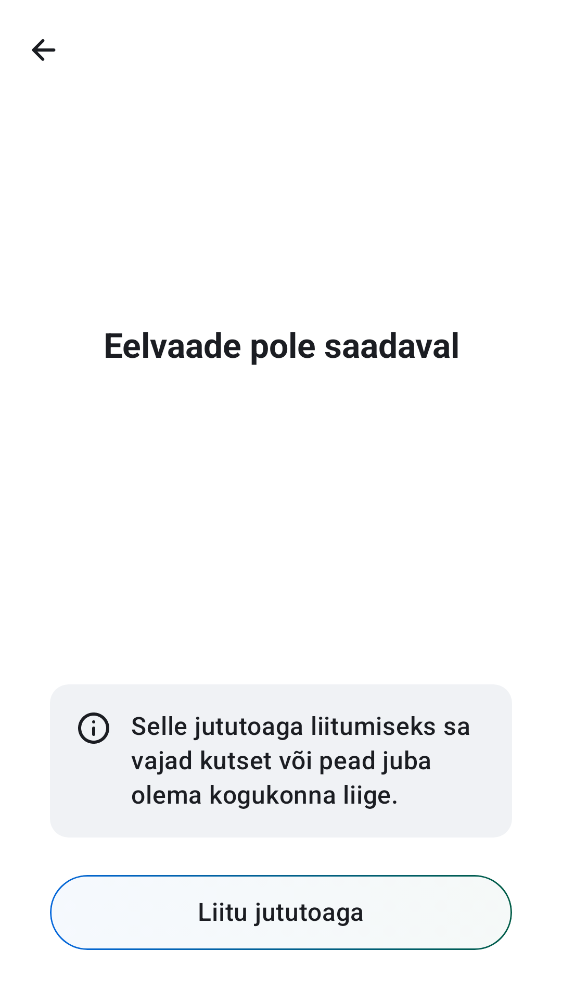 Eelvaade pole saadaval
Selle jututoaga liitumiseks sa
vajad kutset või pead juba
olema kogukonna liige.
Liitu jututoaga